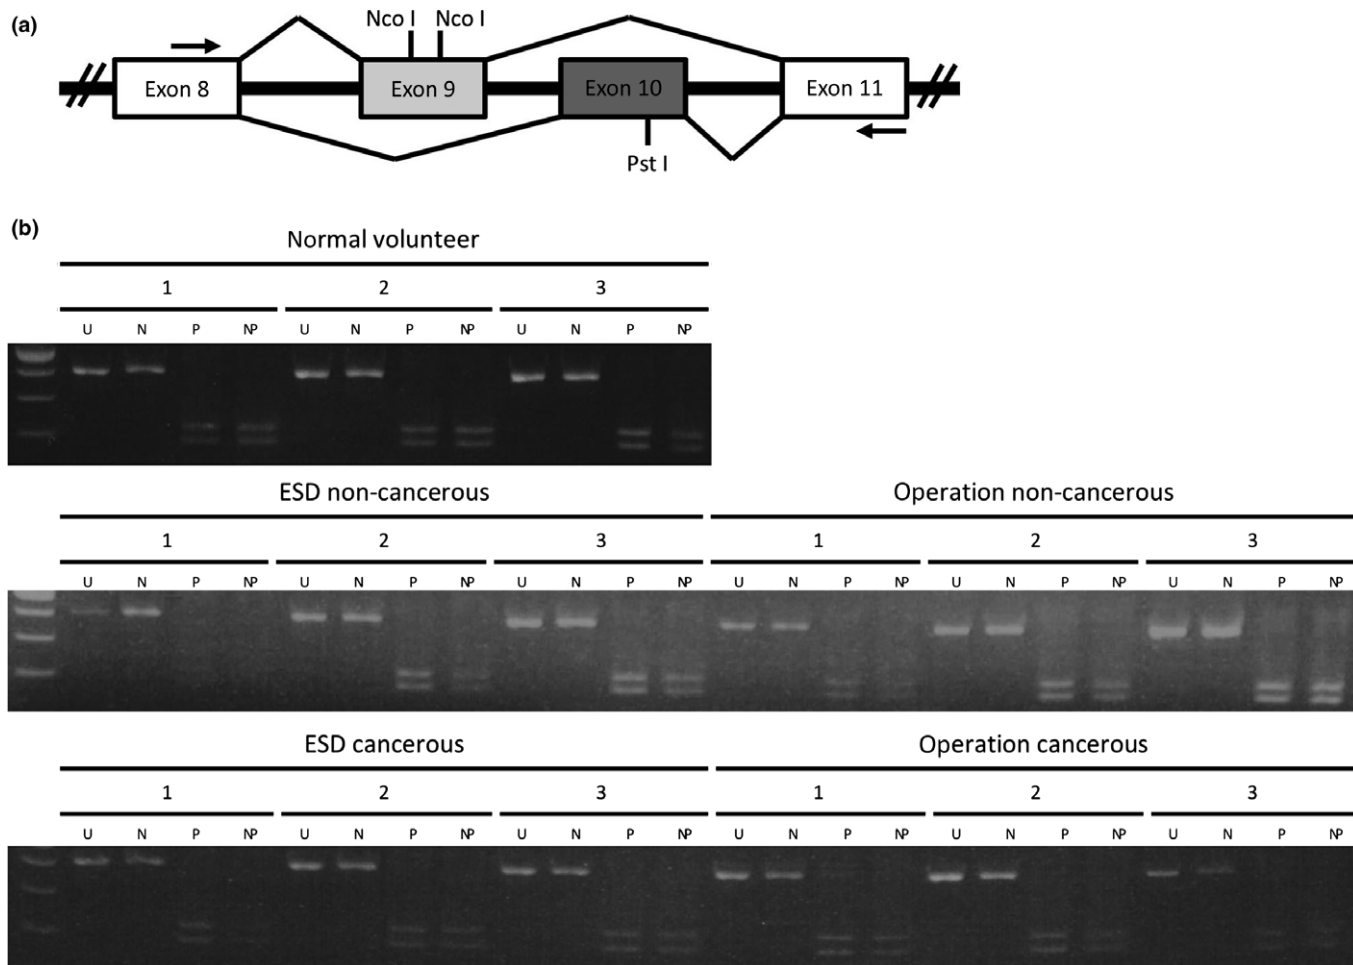 (a)
Nco I Nco I
Exon 8 Exon 9 Exon 10 Exon 11
Pst I
(b)
Normal volunteer
1 2 3
U N P NP U N P NP U N P NP
ESD non-cancerous Operation non-cancerous
1 2 3 1 2 3
U N P NP U N P NP U N P NP U N P NP U N P NP U N P NP
ESD cancerous Operation cancerous
1 2 3 1 2 3
U N P NP U N P NP U N P NP U N P NP U N P NP U N P NP